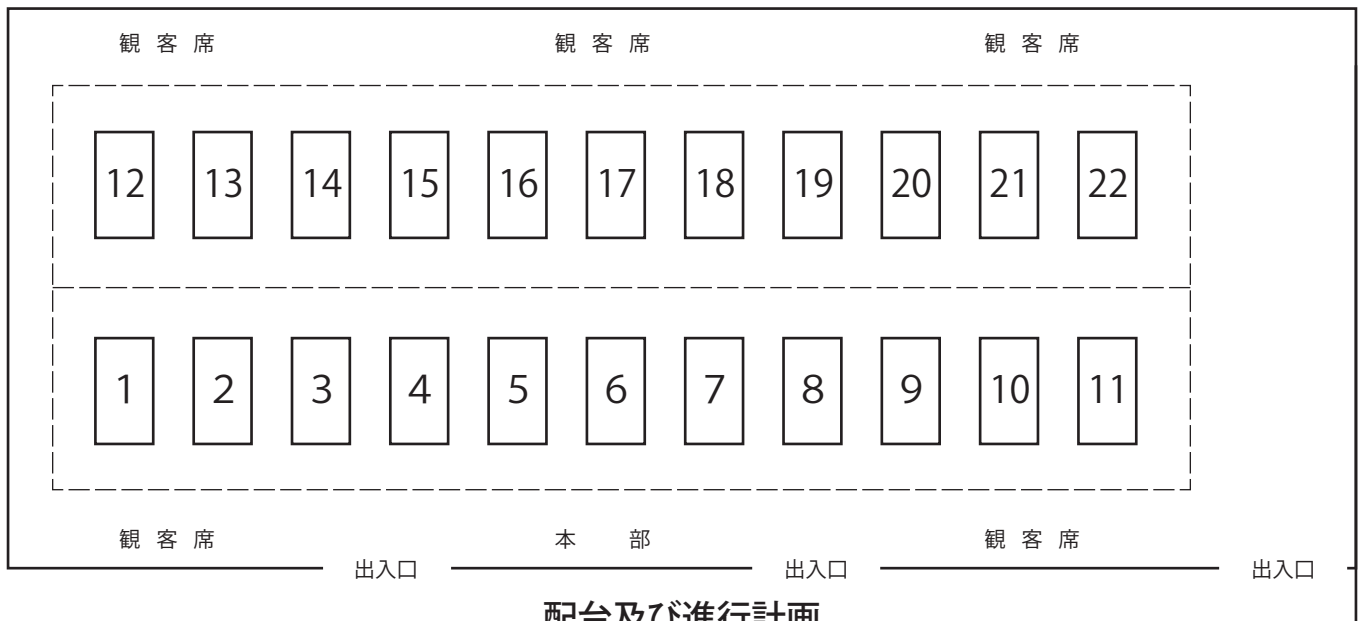 観客席 観客席 観客席
12 13 14 15 16 17 18 19 20 21 22
1 2 3 4 5 6 7 8 9 10 11
観客席 本部 観客席
出入口 出入口 出入口
配台及び進行計画